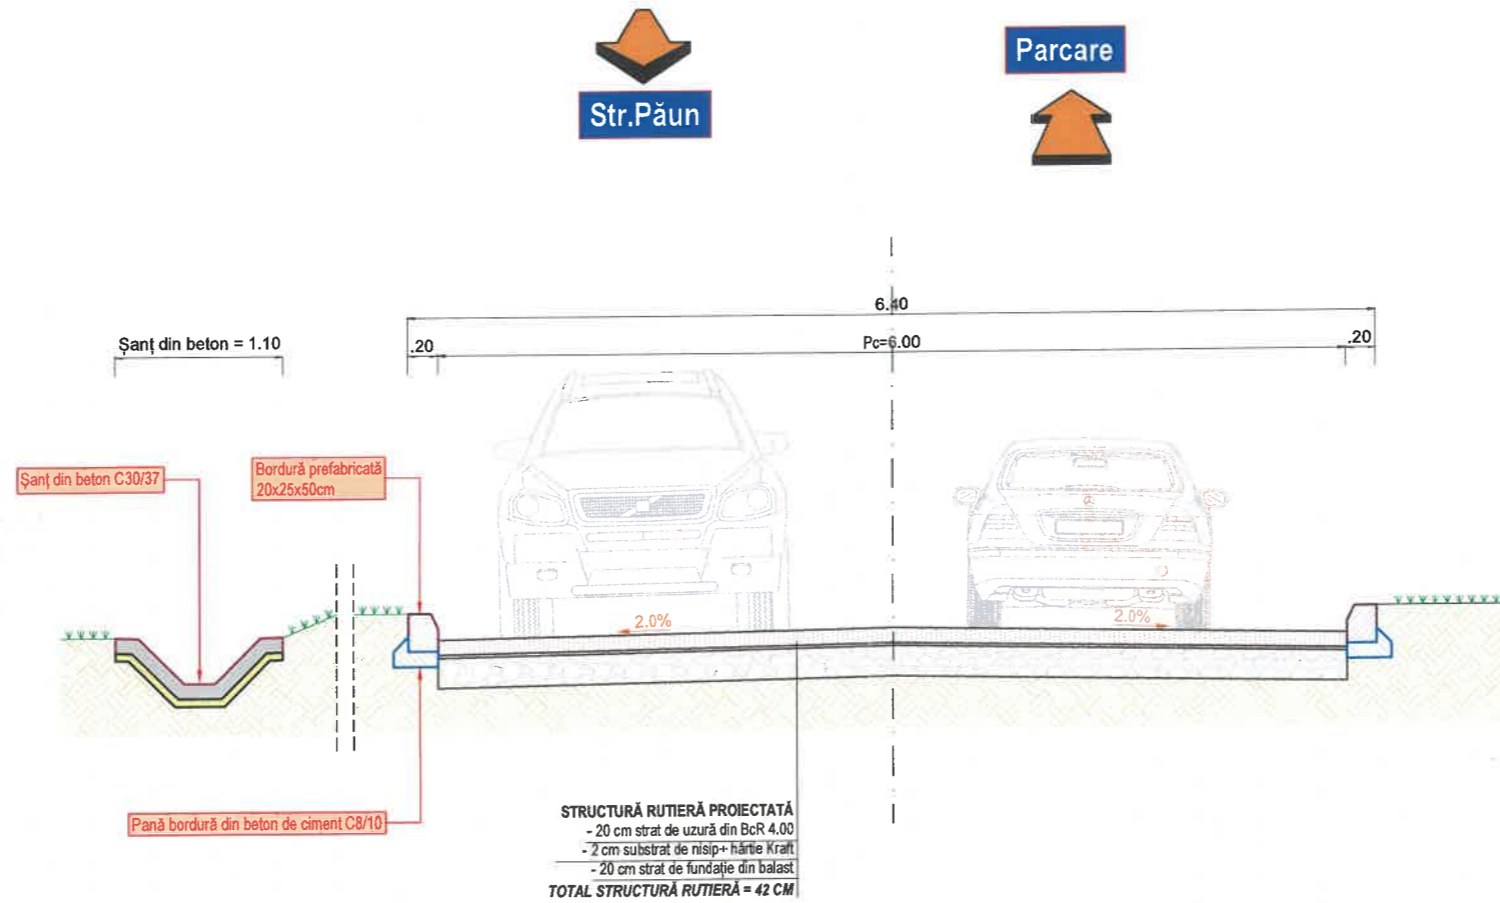 Parcare
Str.Păun
6.40
Șanț din beton = 1.10
.20
Pc=6.00
.20
Șanț din beton C30/37
Bordură prefabricată
20x25x50cm
2.0%
2.0%
Pană bordură din beton de ciment C8/10
STRUCTURĂ RUTIERĂ PROIECTATĂ
- 20 cm strat de uzură din BcR 4.00
- 2 cm substrat de nisip+ hârtie Kraft
- 20 cm strat de fundație din balast
TOTAL STRUCTURĂ RUTIERĂ = 42 CM